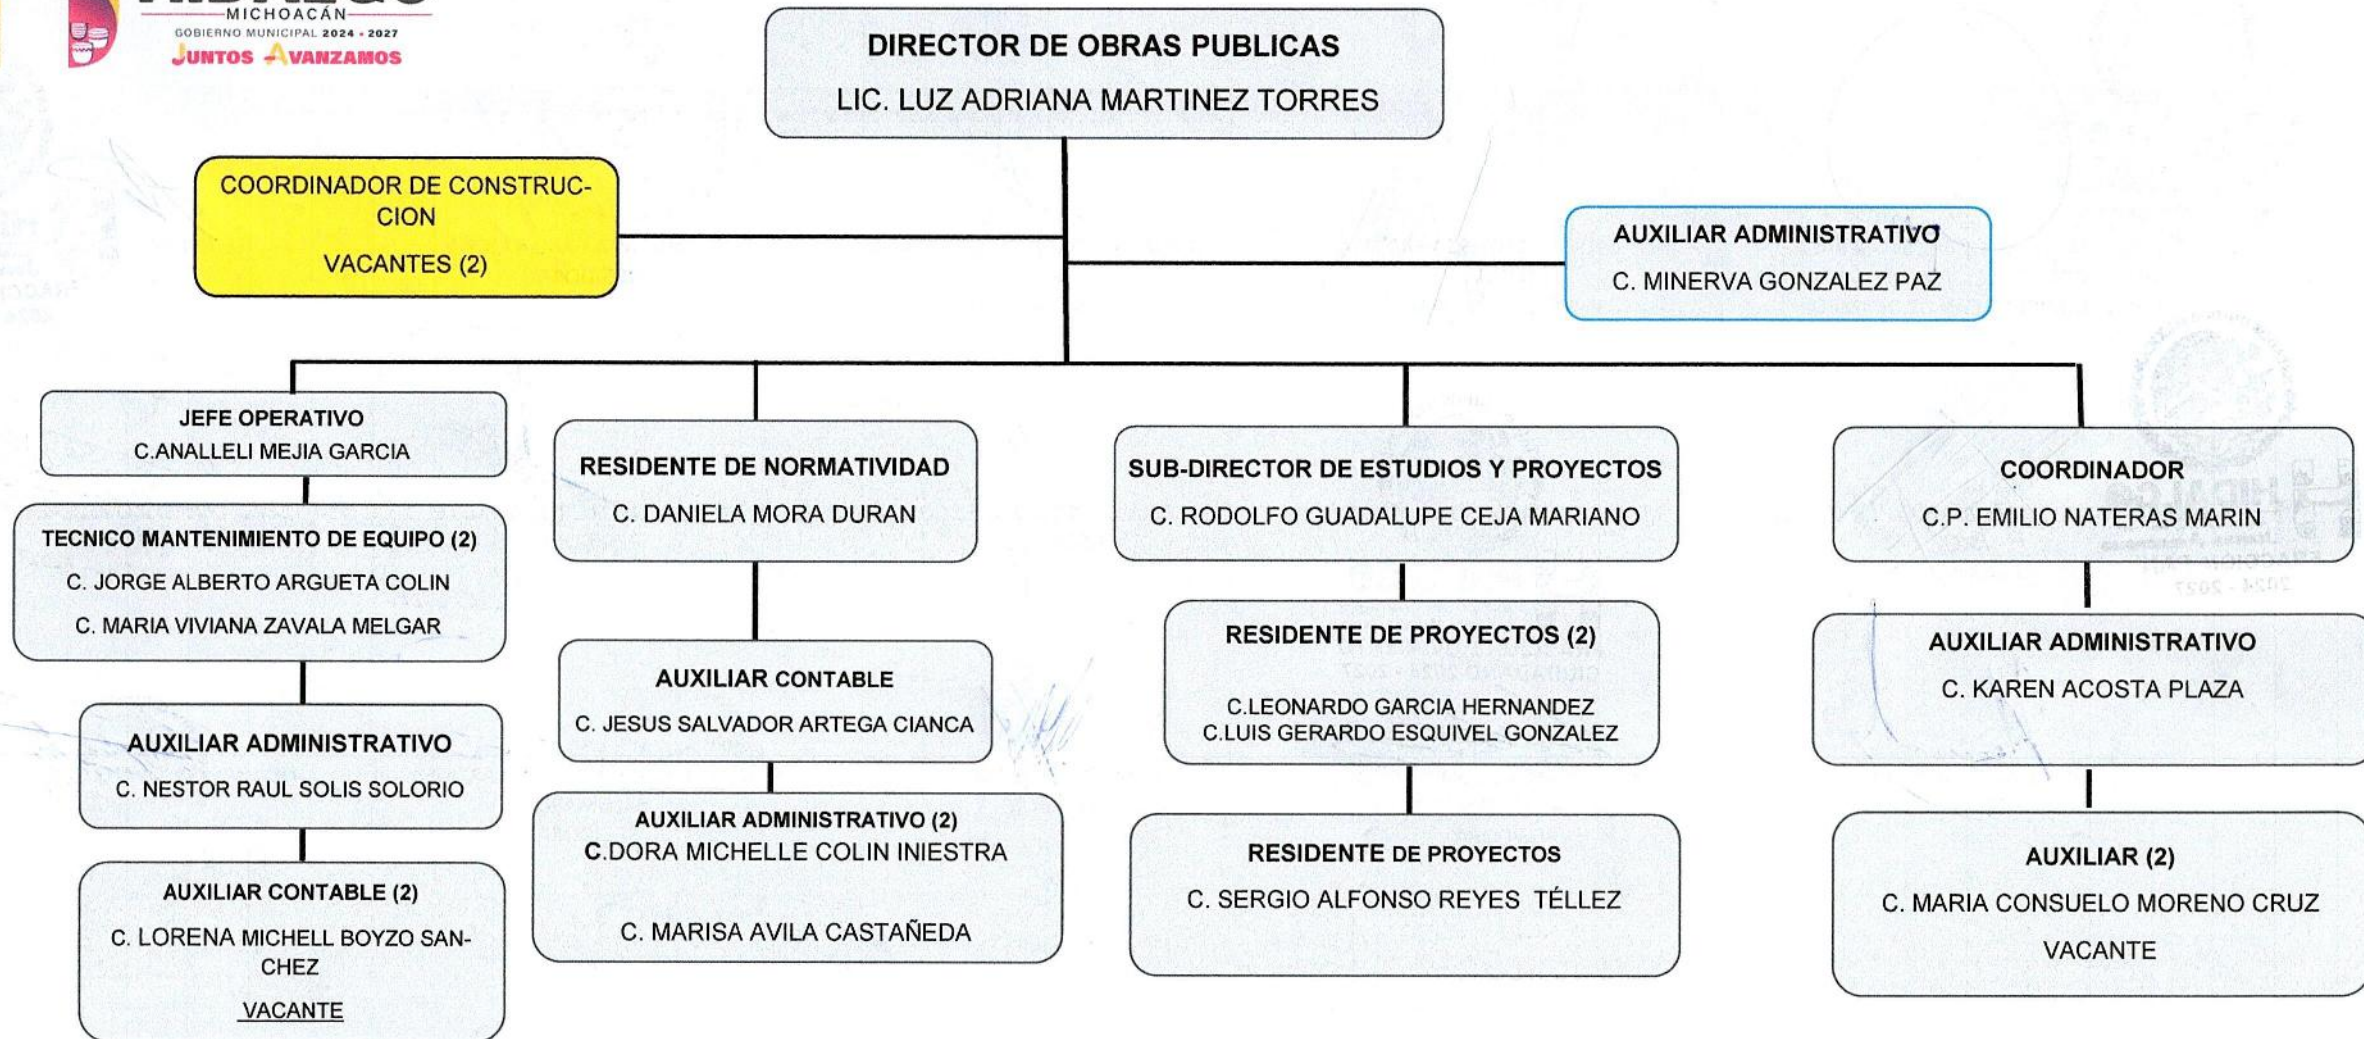 HIDALGO
MICHOACÁN
GOBIERNO MUNICIPAL 2024 - 2027
JUNTOS AVANZAMOS
DIRECTOR DE OBRAS PUBLICAS
LIC. LUZ ADRIANA MARTINEZ TORRES
COORDINADOR DE CONSTRUC-
CION
VACANTES (2)
AUXILIAR ADMINISTRATIVO
C. MINERVA GONZALEZ PAZ
JEFE OPERATIVO
C.ANALLELI MEJIA GARCIA
TECNICO MANTENIMIENTO DE EQUIPO (2)
C. JORGE ALBERTO ARGUETA COLIN
C. MARIA VIVIANA ZAVALA MELGAR
AUXILIAR ADMINISTRATIVO
C. NESTOR RAUL SOLIS SOLORIO
AUXILIAR CONTABLE (2)
C. LORENA MICHELL BOYZO SAN-
CHEZ
VACANTE
RESIDENTE DE NORMATIVIDAD
C. DANIELA MORA DURAN
AUXILIAR CONTABLE
C. JESUS SALVADOR ARTEGA CIANCA
AUXILIAR ADMINISTRATIVO (2)
C.DORA MICHELLE COLIN INIESTRA
C. MARISA AVILA CASTAÑEDA
SUB-DIRECTOR DE ESTUDIOS Y PROYECTOS
C. RODOLFO GUADALUPE CEJA MARIANO
RESIDENTE DE PROYECTOS (2)
C.LEONARDO GARCIA HERNANDEZ
C.LUIS GERARDO ESQUIVEL GONZALEZ
RESIDENTE DE PROYECTOS
C. SERGIO ALFONSO REYES TÉLLEZ
COORDINADOR
C.P. EMILIO NATERAS MARIN
AUXILIAR ADMINISTRATIVO
C. KAREN ACOSTA PLAZA
AUXILIAR (2)
C. MARIA CONSUELO MORENO CRUZ
VACANTE